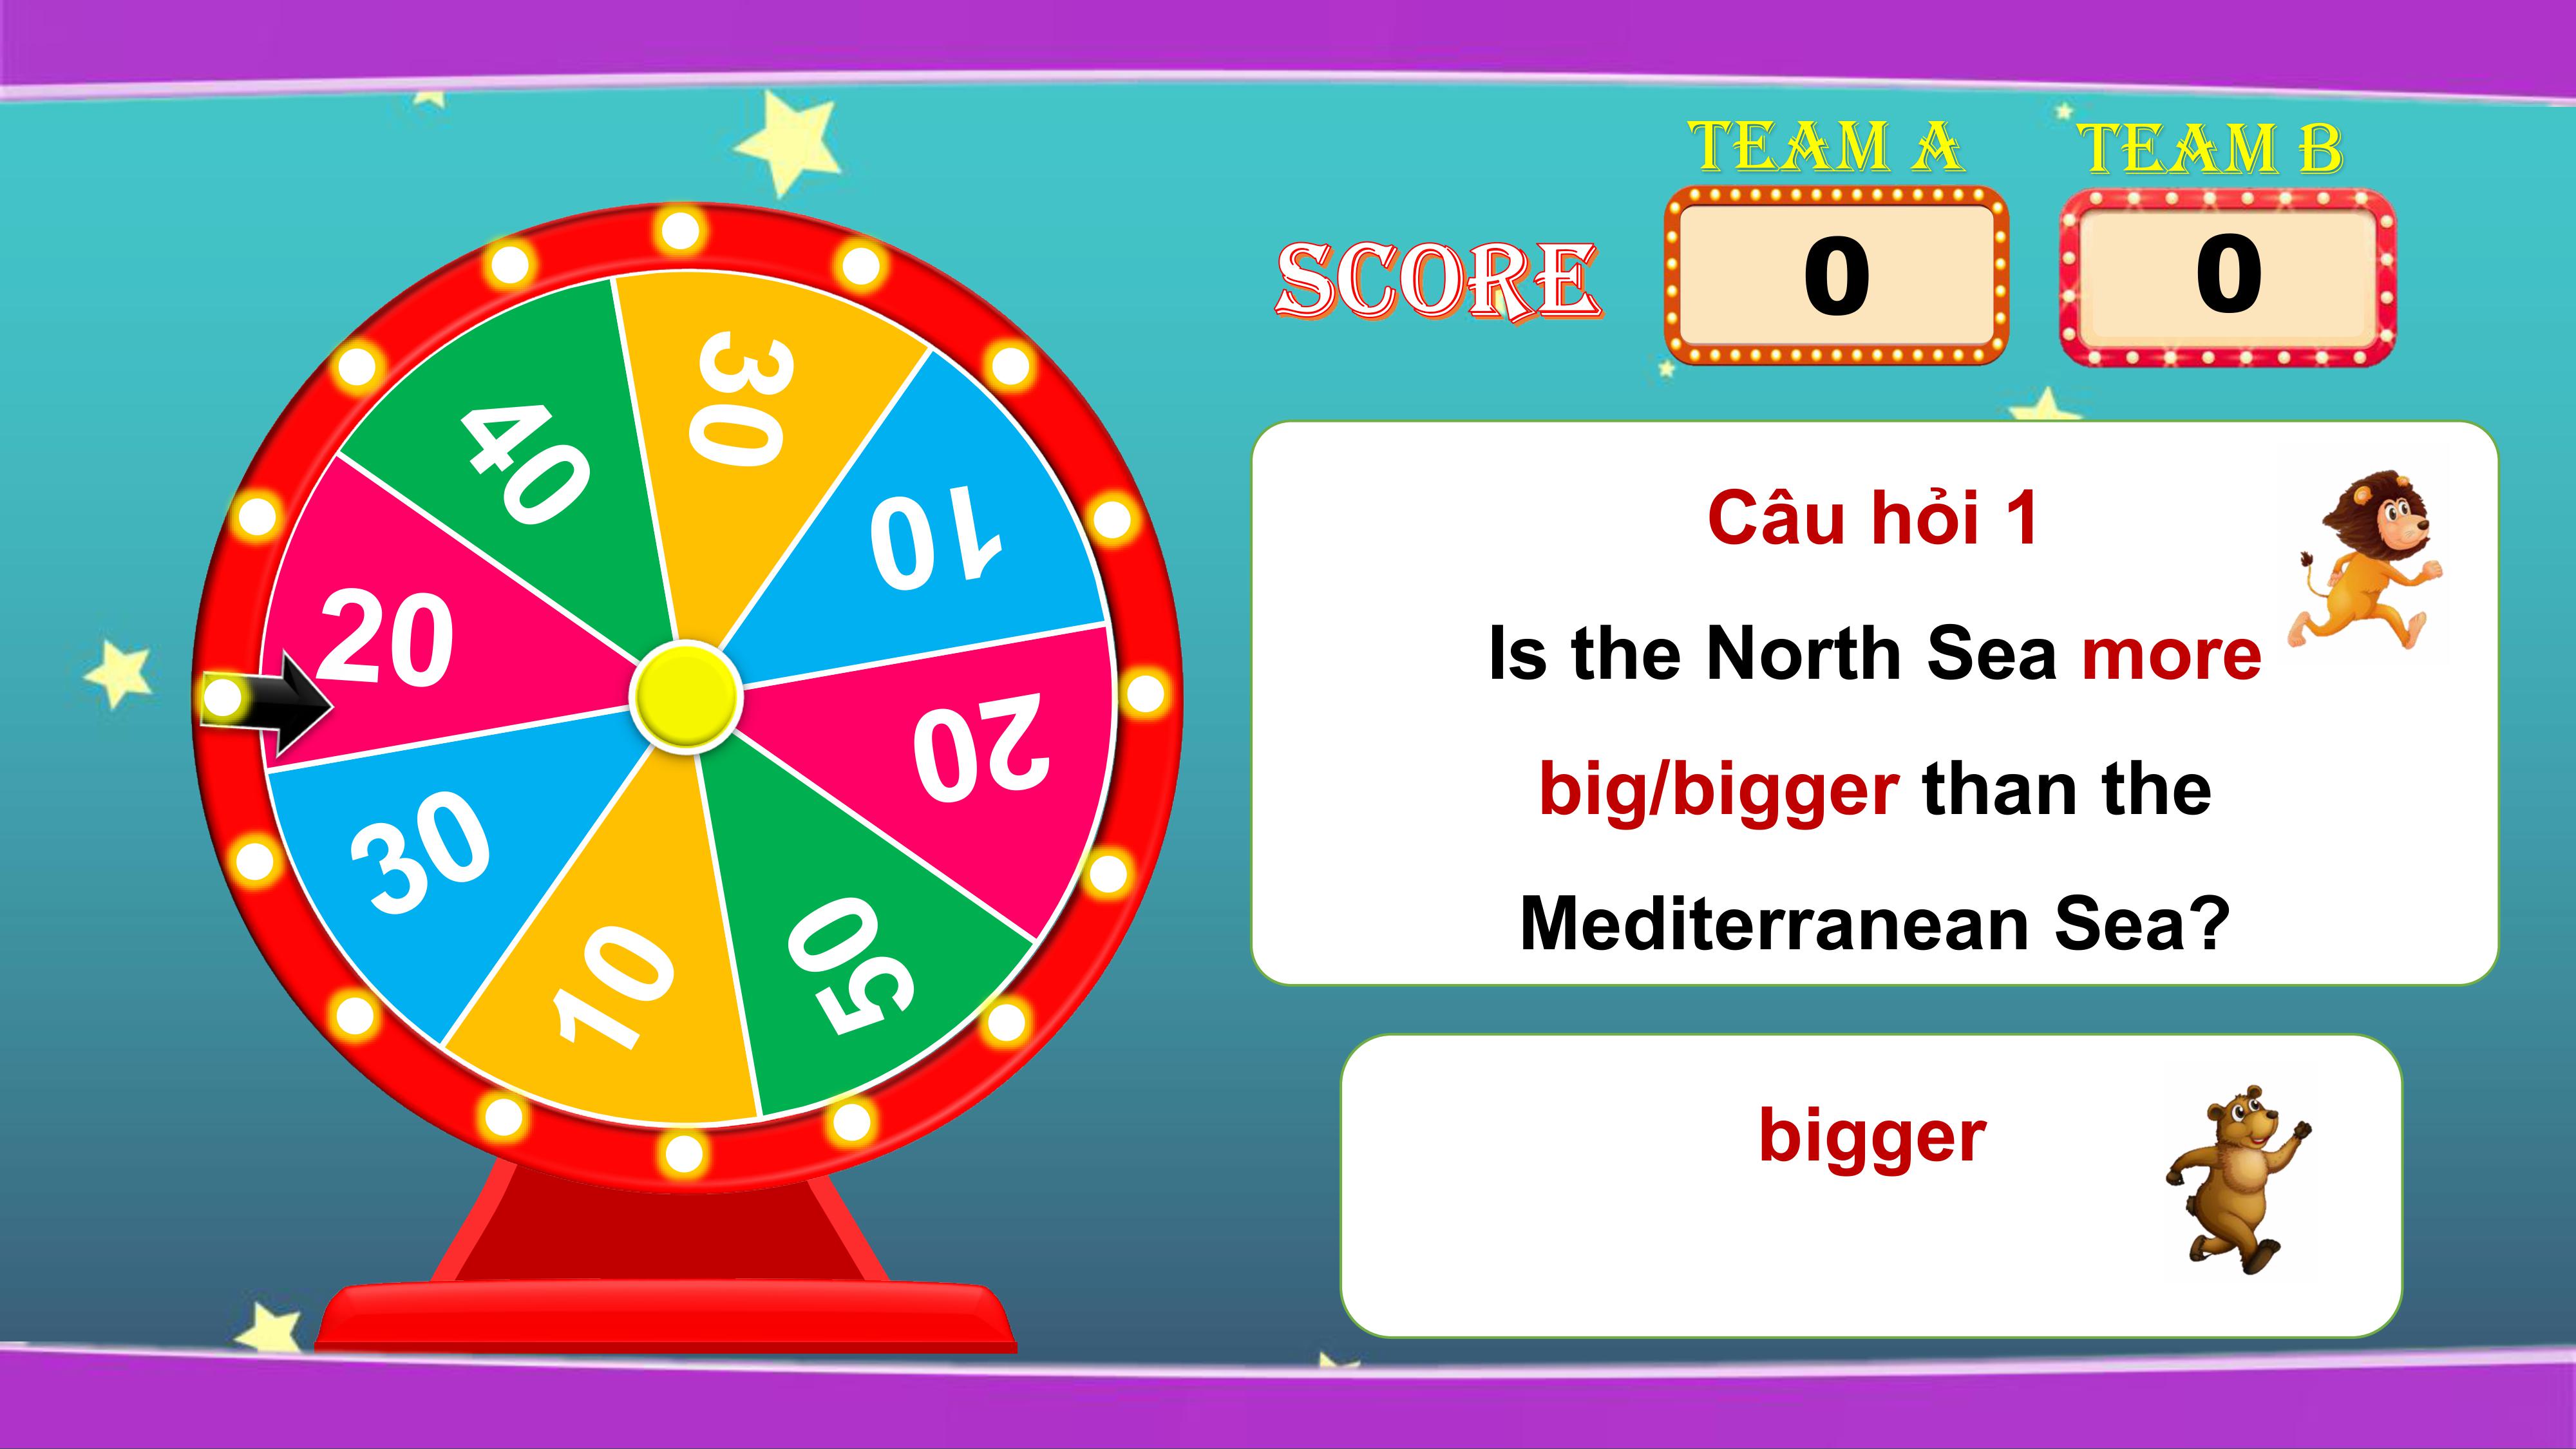 TEAM A
TEAM B
SCORE
0
0
30
40
10
20
20
30
50
10
Câu hỏi 1
Is the North Sea more
big/bigger than the
Mediterranean Sea?
bigger